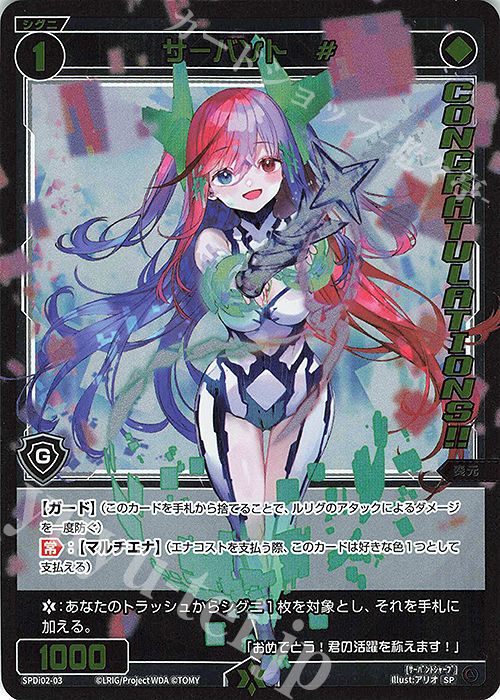 シグニ
1
サーバント　#
CONGRATULATIONS!!
G
【ガード】(このカードを手札から捨てることで、ルリグのアタックによるダメージ
を一度防ぐ)
常：【マルチエナ】(エナコストを支払う際、このカードは好きな色1つとして
支払える)
：あなたのトラッシュからシグニ1枚を対象とし、それを手札に
加える。
1000
「おめでとう！君の活躍を称えます！」
[サーバントシャープ]
SPDi02-03
©LRIG/Project WDA ©TOMY
Illust:アリオ
SP
yuyu-tei.jp